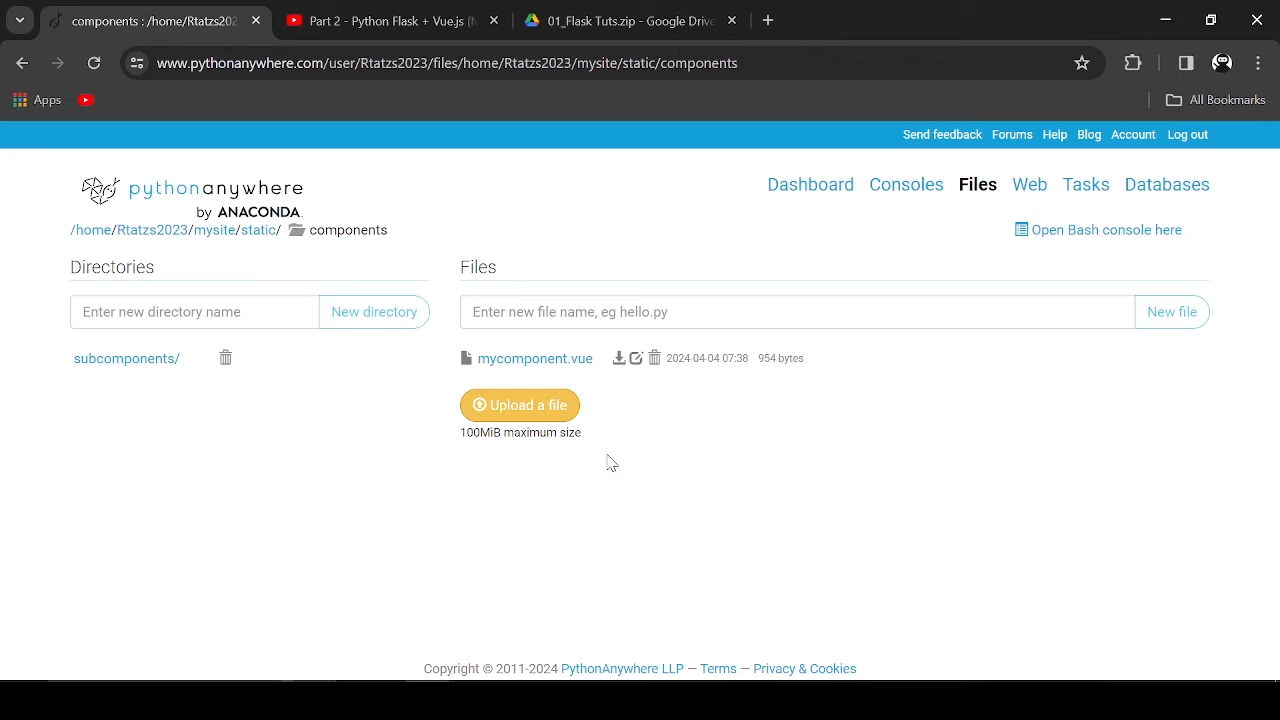 components : /home/Rtatzs202
Part 2 - Python Flask + Vue.js (M
01_Flask Tuts.zip - Google Drive
www.pythonanywhere.com/user/Rtatzs2023/files/home/Rtatzs2023/mysite/static/components
Apps
All Bookmarks
Send feedback Forums Help Blog Account Log out
pythonanywhere
by ANACONDA.
Dashboard Consoles Files Web Tasks Databases
/home/Rtatzs2023/mysite/static/ components
Open Bash console here
Directories
Enter new directory name New directory
subcomponents/
Files
Enter new file name, eg hello.py New file
mycomponent.vue 2024-04-04 07:38 954 bytes
Upload a file
100MiB maximum size
Copyright © 2011-2024 PythonAnywhere LLP — Terms — Privacy & Cookies